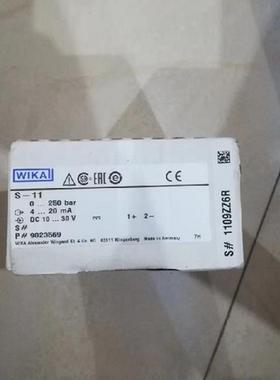 WIKA
S-11
0 ... 250 bar
4 ... 20 mA
DC 10 ... 30 V
1+ 2-
S#
P# 9023569
WIKA Alexander Wiegand SE & Co. KG 63911 Klingenberg Made in Germany
CE
S# 1109ZZ6R